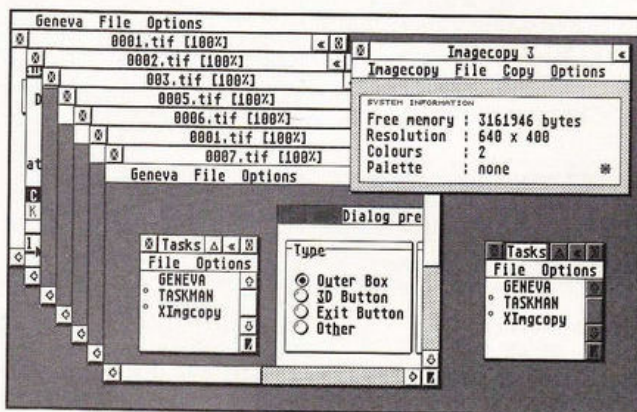 Geneva File Options
0001.tif [100%]
0002.tif [100%]
003.tif [100%]
0005.tif [100%]
0006.tif [100%]
0001.tif [100%]
0007.tif [100%]
Geneva File Options
D
at
C
K
l
Imagecopy 3
Imagecopy File Copy Options
SYSTEM INFORMATION
Free memory : 3161946 bytes
Resolution : 640 x 400
Colours : 2
Palette : none
Tasks
File Options
GENEVA
TASKMAN
XImgcopy
Dialog pre
Type
Outer Box
3D Button
Exit Button
Other
Tasks
File Options
GENEVA
TASKMAN
XImgcopy